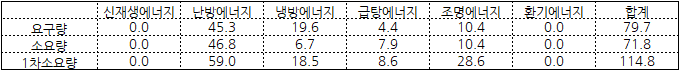 신재생에너지 난방에너지 냉방에너지 급탕에너지 조명에너지 환기에너지 합계
요구량 0.0 45.3 19.6 4.4 10.4 0.0 79.7
소요량 0.0 46.8 6.7 7.9 10.4 0.0 71.8
1차소요량 0.0 59.0 18.5 8.6 28.6 0.0 114.8